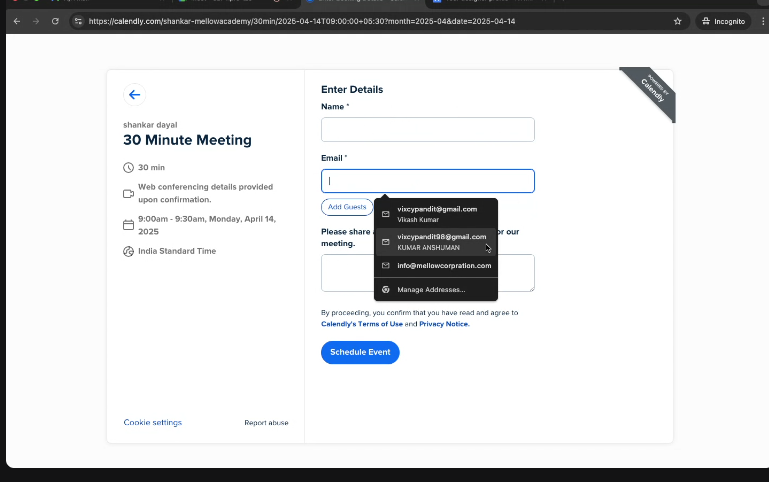 https://calendly.com/shankar-mellowacademy/30min/2025-04-14T09:00:00+05:30?month=2025-04&date=2025-04-14
Incognito
POWERED BY
Calendly
shankar dayal
30 Minute Meeting
30 min
Web conferencing details provided
upon confirmation.
9:00am - 9:30am, Monday, April 14,
2025
India Standard Time
Cookie settings
Report abuse
Enter Details
Name *
Email *
Add Guests
vixcypandit@gmail.com
Vikash Kumar
vixcypandit98@gmail.com
KUMAR ANSHUMAN
info@mellowcorpration.com
Manage Addresses...
Please share a
or our
meeting.
By proceeding, you confirm that you have read and agree to
Calendly's Terms of Use and Privacy Notice.
Schedule Event